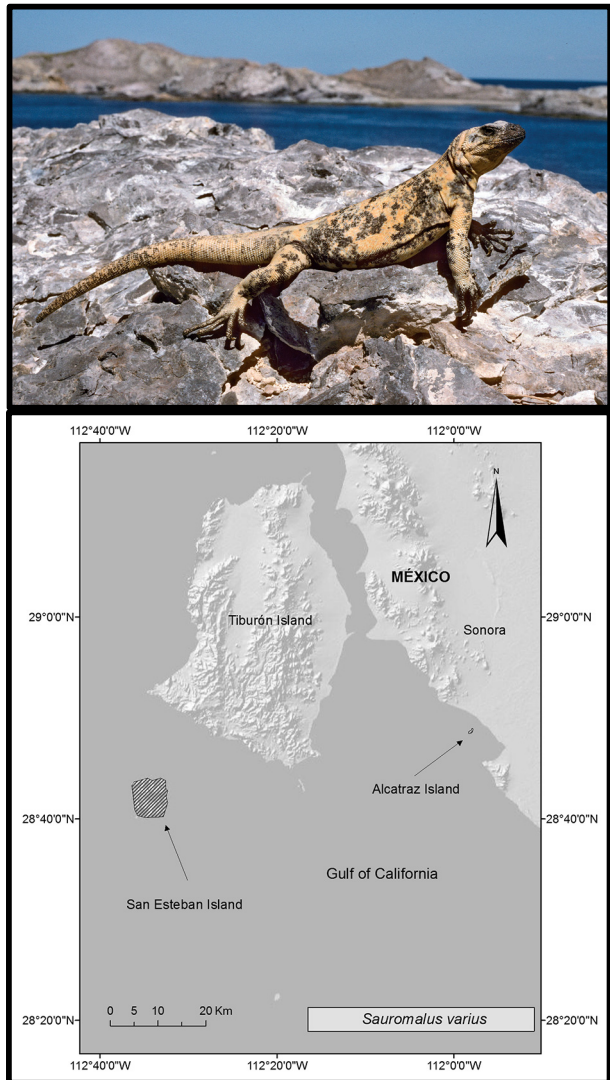 112°40'0"W 112°20'0"W 112°0'0"W
N
MÉXICO
29°0'0"N 29°0'0"N
Tiburón Island
Sonora
Alcatraz Island
28°40'0"N 28°40'0"N
Gulf of California
San Esteban Island
0 5 10 20 Km
Sauromalus varius
28°20'0"N 28°20'0"N
112°40'0"W 112°20'0"W 112°0'0"W